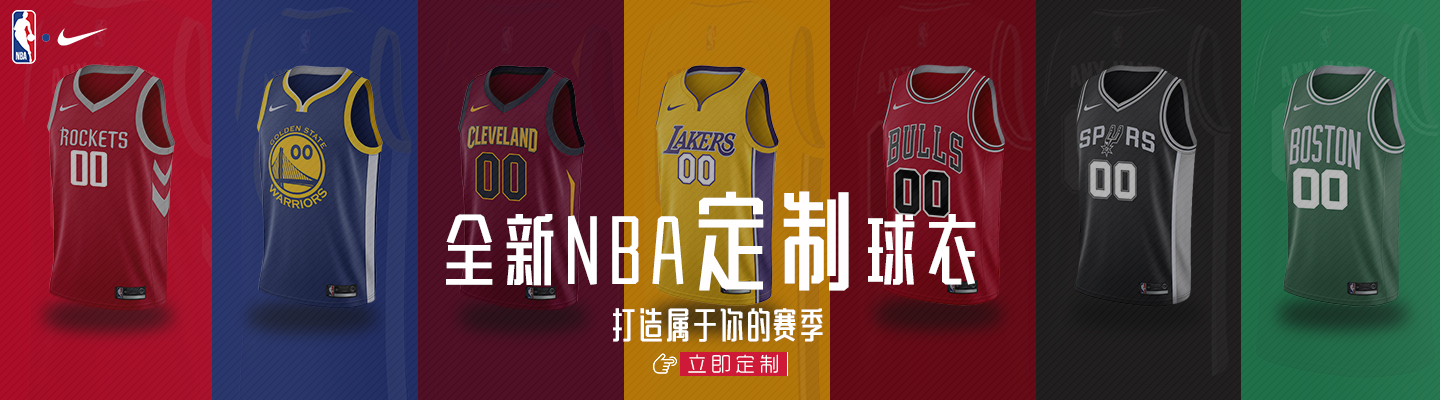 NBA
ROCKETS
00
GOLDEN STATE
00
WARRIORS
CLEVELAND
00
LAKERS
00
BULLS
00
SPURS
00
BOSTON
00
全新NBA定制球衣
打造属于你的赛季
立即定制